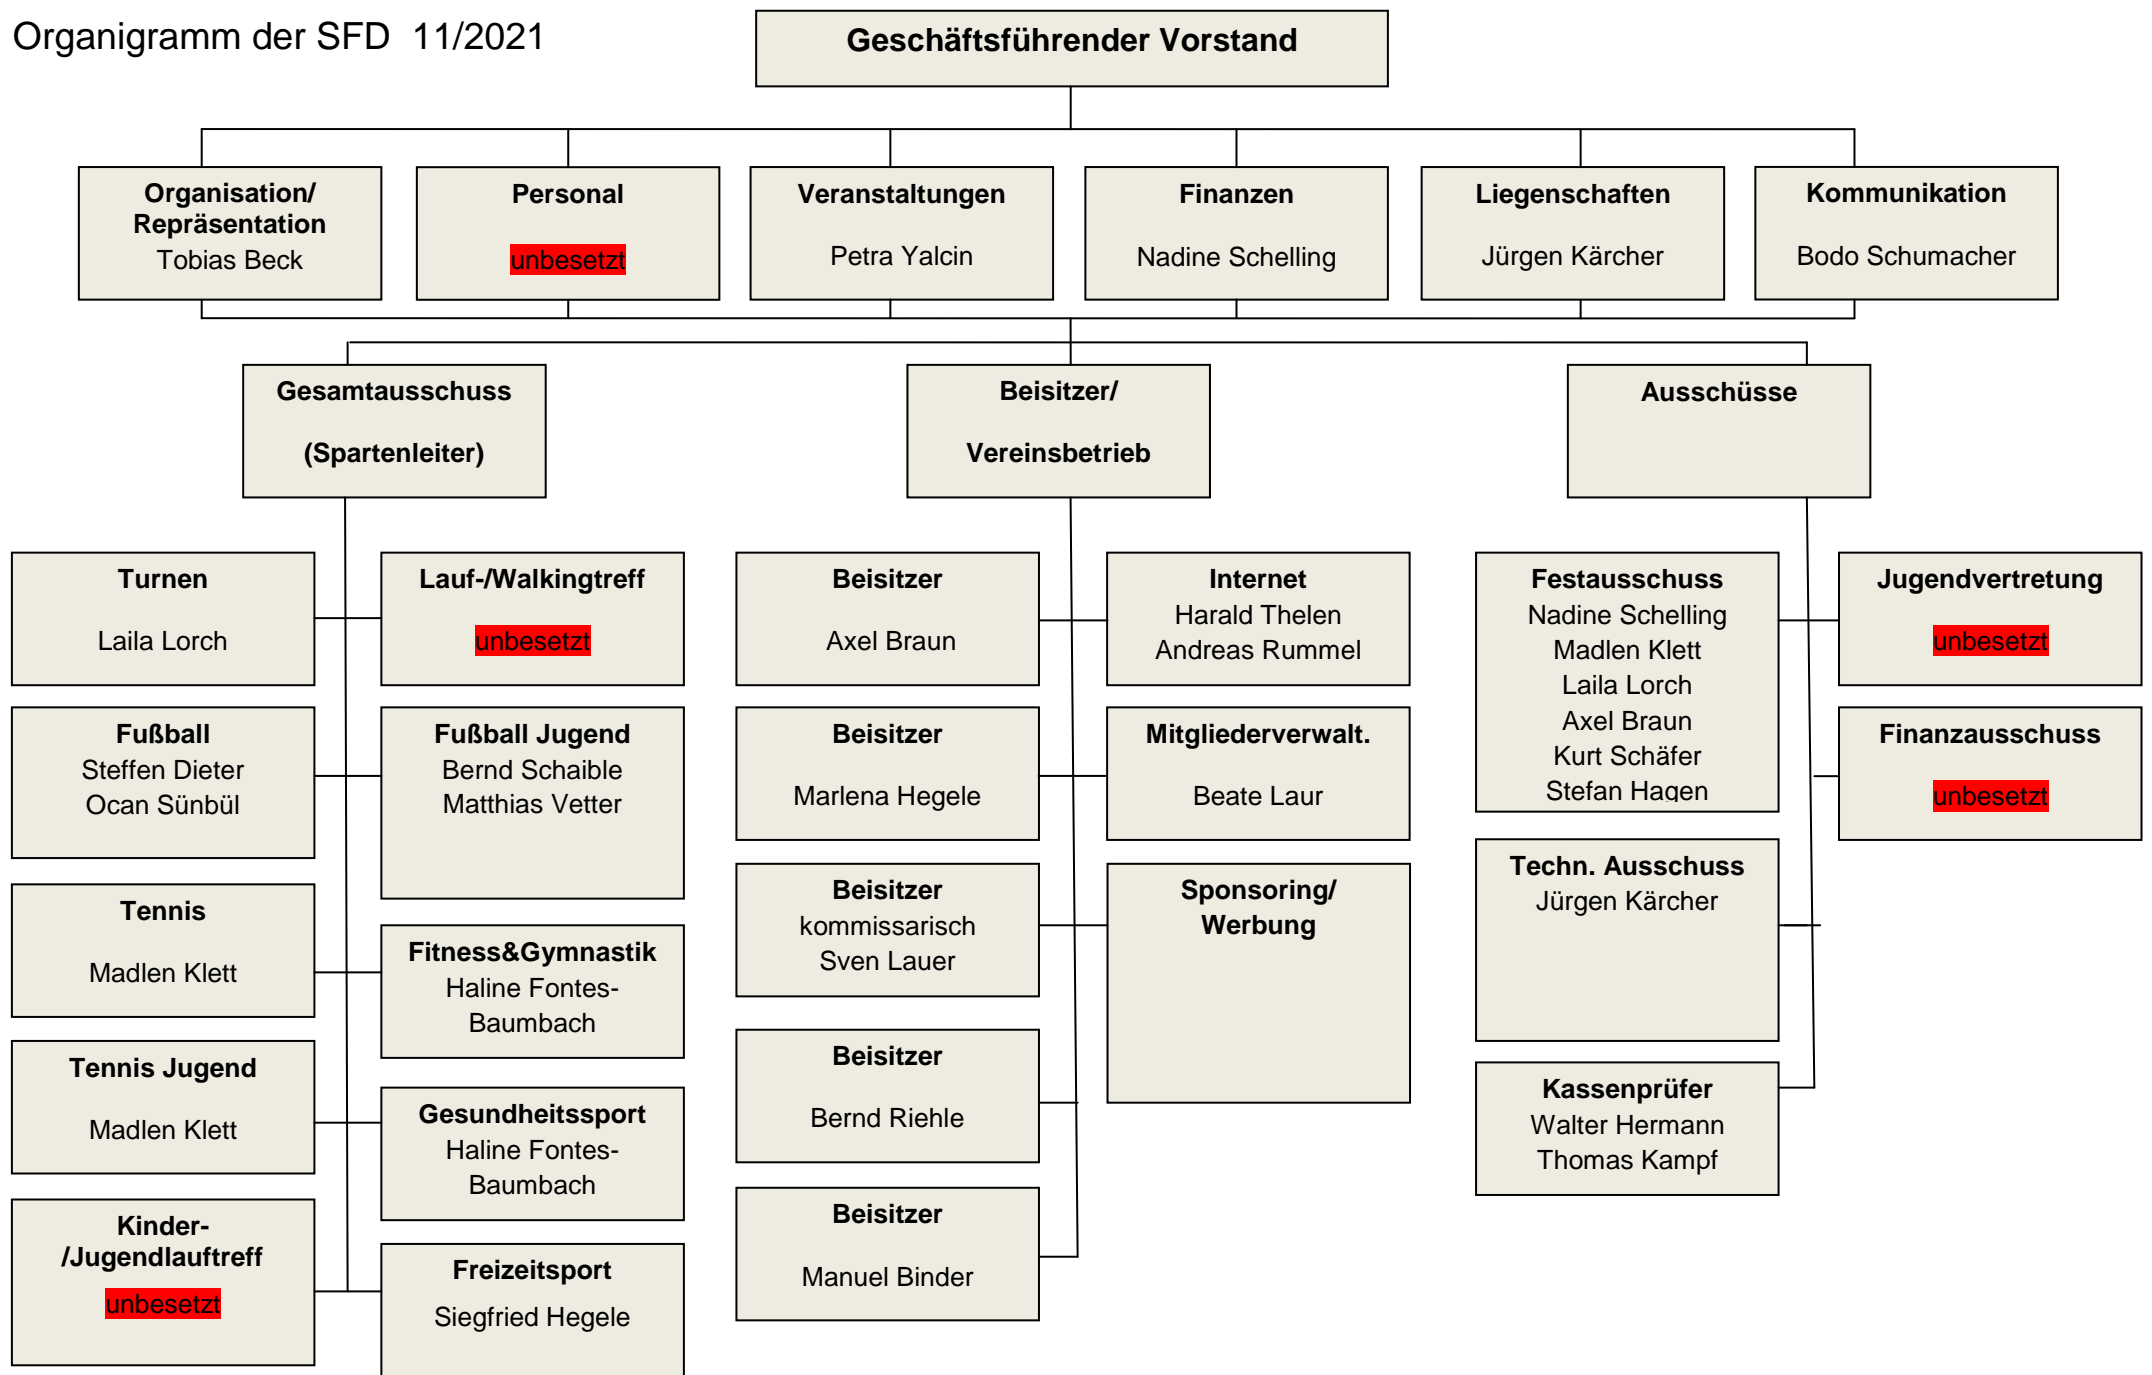 Organigramm der SFD 11/2021
Geschäftsführender Vorstand
Organisation/
Repräsentation
Tobias Beck
Personal
unbesetzt
Veranstaltungen
Petra Yalcin
Finanzen
Nadine Schelling
Liegenschaften
Jürgen Kärcher
Kommunikation
Bodo Schumacher
Gesamtausschuss
(Spartenleiter)
Beisitzer/
Vereinsbetrieb
Ausschüsse
Turnen
Laila Lorch
Lauf-/Walkingtreff
unbesetzt
Fußball
Steffen Dieter
Ocan Sünbül
Fußball Jugend
Bernd Schaible
Matthias Vetter
Tennis
Madlen Klett
Fitness&Gymnastik
Haline Fontes-
Baumbach
Tennis Jugend
Madlen Klett
Gesundheitssport
Haline Fontes-
Baumbach
Kinder-
/Jugendlauftreff
unbesetzt
Freizeitsport
Siegfried Hegele
Beisitzer
Axel Braun
Internet
Harald Thelen
Andreas Rummel
Beisitzer
Marlena Hegele
Mitgliederverwalt.
Beate Laur
Beisitzer
kommissarisch
Sven Lauer
Sponsoring/
Werbung
Beisitzer
Bernd Riehle
Beisitzer
Manuel Binder
Festausschuss
Nadine Schelling
Madlen Klett
Laila Lorch
Axel Braun
Kurt Schäfer
Stefan Hagen
Jugendvertretung
unbesetzt
Finanzausschuss
unbesetzt
Techn. Ausschuss
Jürgen Kärcher
Kassenprüfer
Walter Hermann
Thomas Kampf